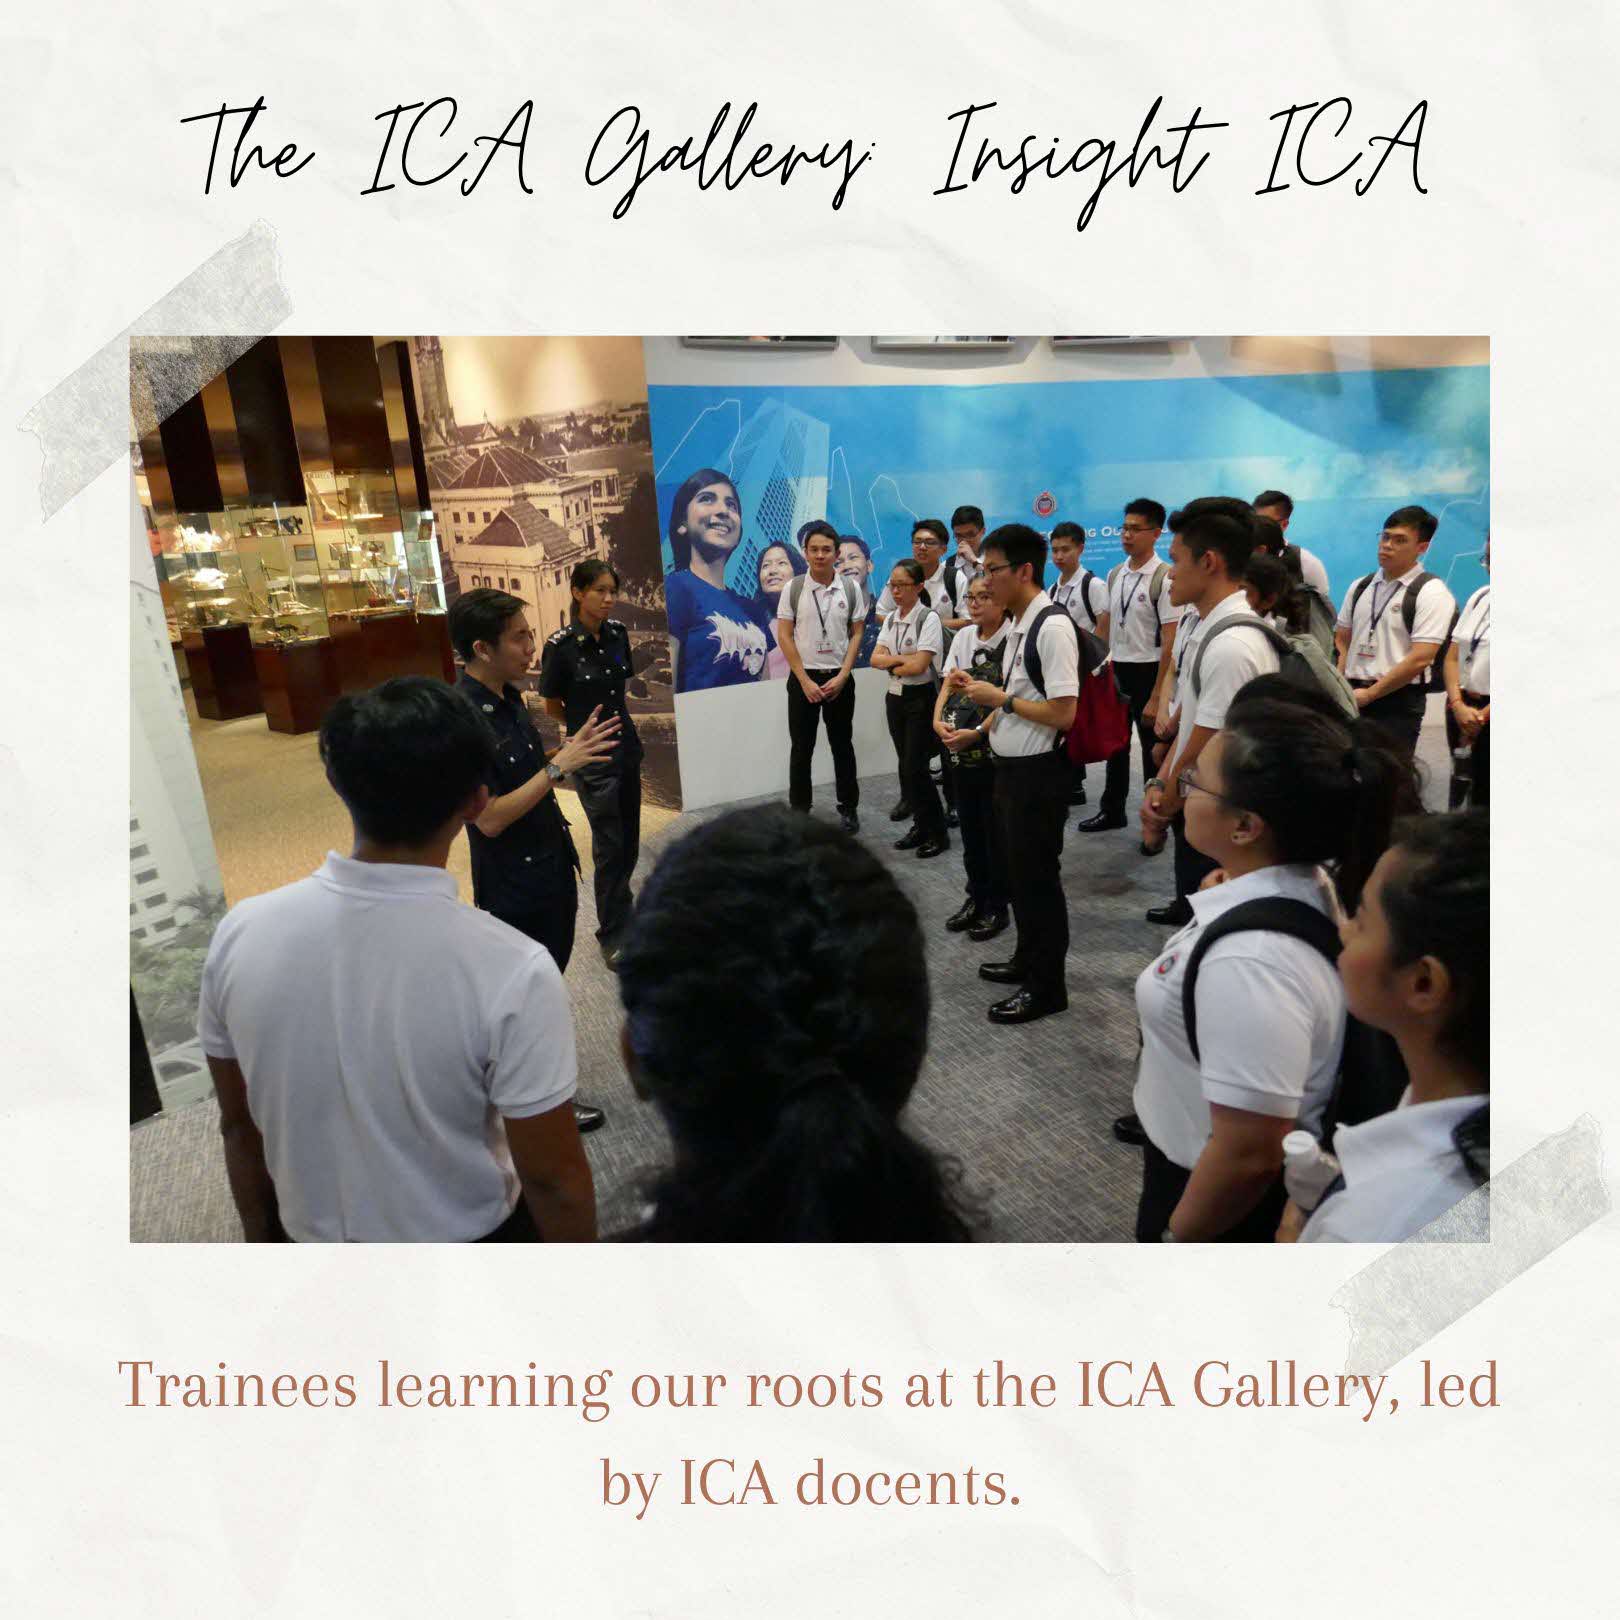 The ICA Gallery: Insight ICA
Trainees learning our roots at the ICA Gallery, led
by ICA docents.